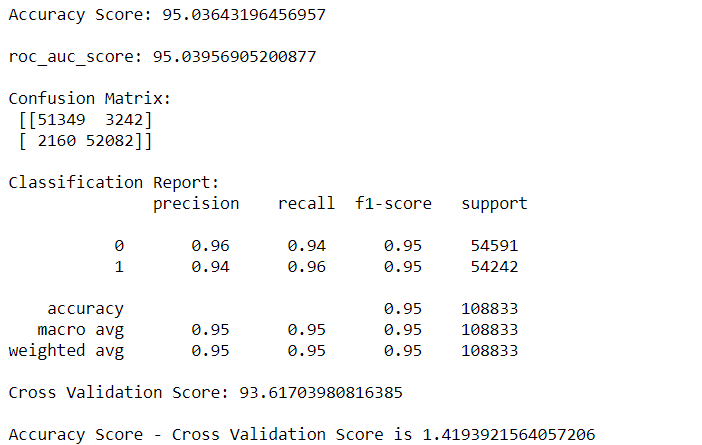 Accuracy Score: 95.03643196456957
roc_auc_score: 95.03956905200877
Confusion Matrix:
[[51349 3242]
[ 2160 52082]]
Classification Report:
precision recall f1-score support
0 0.96 0.94 0.95 54591
1 0.94 0.96 0.95 54242
accuracy 0.95 108833
macro avg 0.95 0.95 0.95 108833
weighted avg 0.95 0.95 0.95 108833
Cross Validation Score: 93.61703980816385
Accuracy Score - Cross Validation Score is 1.4193921564057206